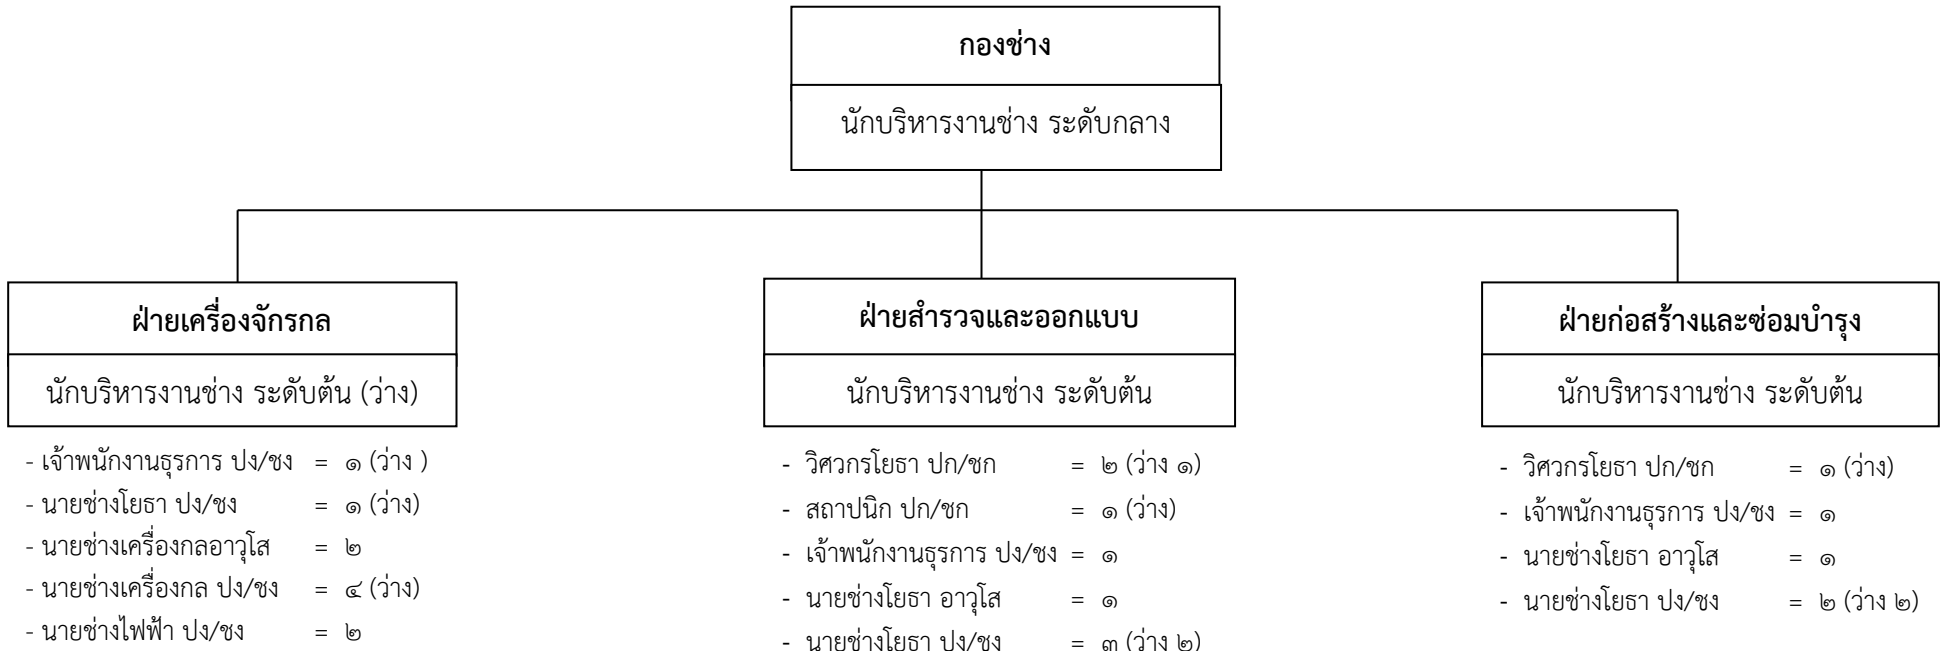 กองช่าง
นักบริหารงานช่าง ระดับกลาง
ฝ่ายเครื่องจักรกล
นักบริหารงานช่าง ระดับต้น (ว่าง)
- เจ้าพนักงานธุรการ ปง/ชง = ๑ (ว่าง )
- นายช่างโยธา ปง/ชง = ๑ (ว่าง)
- นายช่างเครื่องกลอาวุโส = ๒
- นายช่างเครื่องกล ปง/ชง = ๔ (ว่าง)
- นายช่างไฟฟ้า ปง/ชง = ๒
ฝ่ายสำรวจและออกแบบ
นักบริหารงานช่าง ระดับต้น
- วิศวกรโยธา ปก/ชก = ๒ (ว่าง ๑)
- สถาปนิก ปก/ชก = ๑ (ว่าง)
- เจ้าพนักงานธุรการ ปง/ชง = ๑
- นายช่างโยธา อาวุโส = ๑
- นายช่างโยธา ปง/ชง = ๓ (ว่าง ๒)
ฝ่ายก่อสร้างและซ่อมบำรุง
นักบริหารงานช่าง ระดับต้น
- วิศวกรโยธา ปก/ชก = ๑ (ว่าง)
- เจ้าพนักงานธุรการ ปง/ชง = ๑
- นายช่างโยธา อาวุโส = ๑
- นายช่างโยธา ปง/ชง = ๒ (ว่าง ๒)